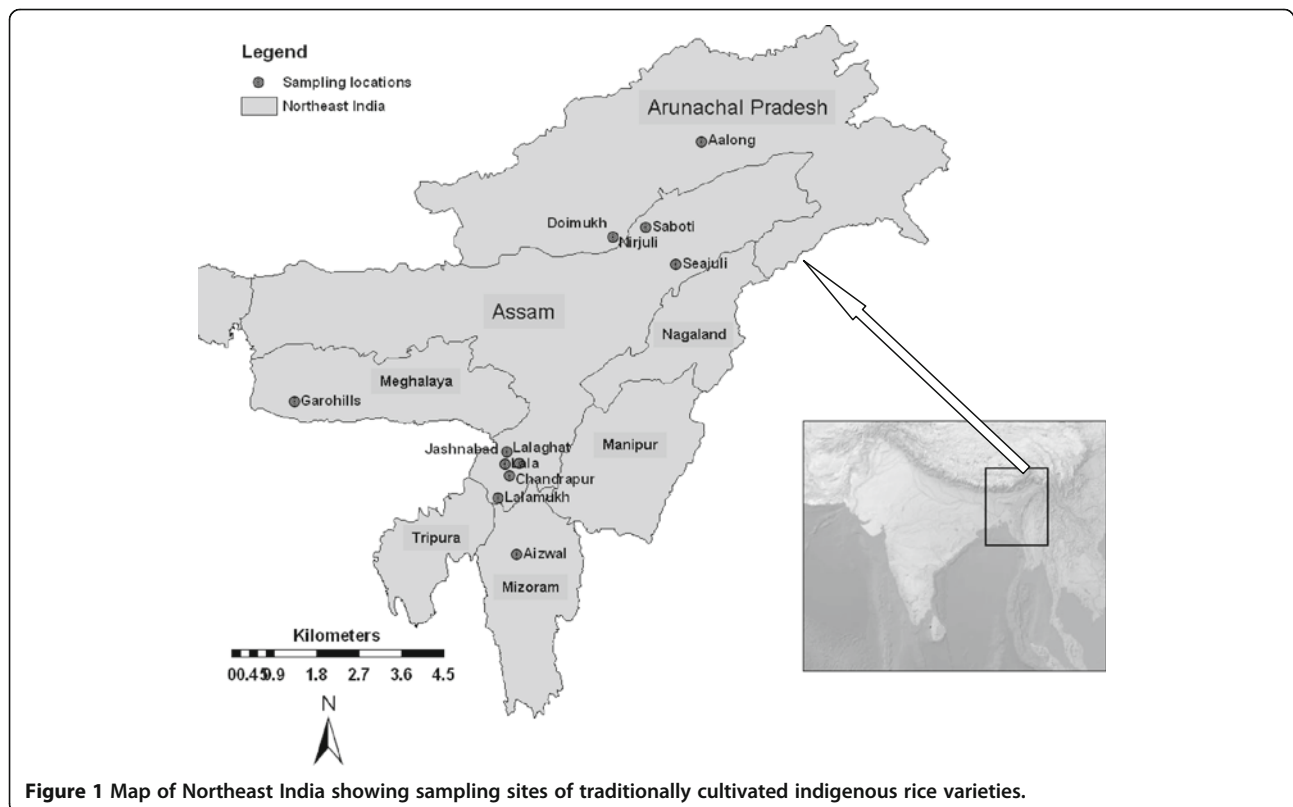 Legend
Sampling locations
Northeast India
Arunachal Pradesh
Aalong
Doimukh
Saboti
Nirjuli
Seajuli
Assam
Nagaland
Meghalaya
Garohills
Manipur
Jashnabad
Lalaghat
Lala
Chandrapur
Lalamukh
Tripura
Aizwal
Mizoram
Kilometers
00.450.9 1.8 2.7 3.6 4.5
N
Figure 1 Map of Northeast India showing sampling sites of traditionally cultivated indigenous rice varieties.